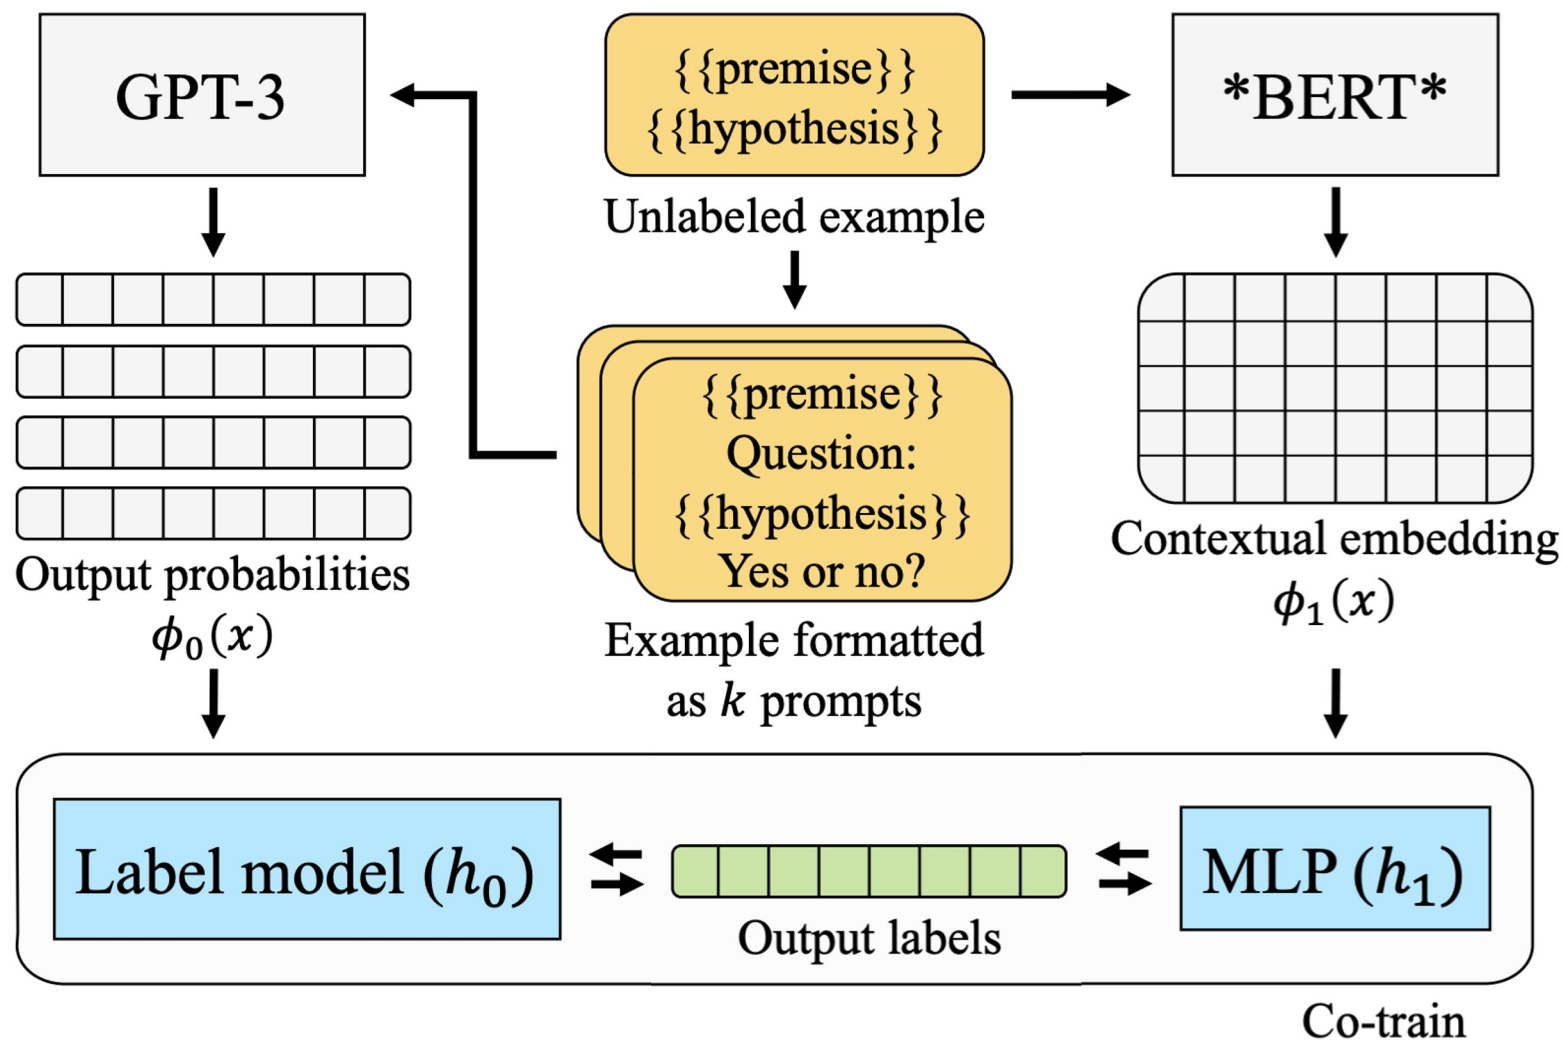 GPT-3
{{premise}}
{{hypothesis}}
*BERT*
Unlabeled example
{{premise}}
Question:
{{hypothesis}}
Yes or no?
Output probabilities
ϕ₀(x)
Example formatted
as k prompts
Contextual embedding
ϕ₁(x)
Label model (h₀)
Output labels
MLP (h₁)
Co-train